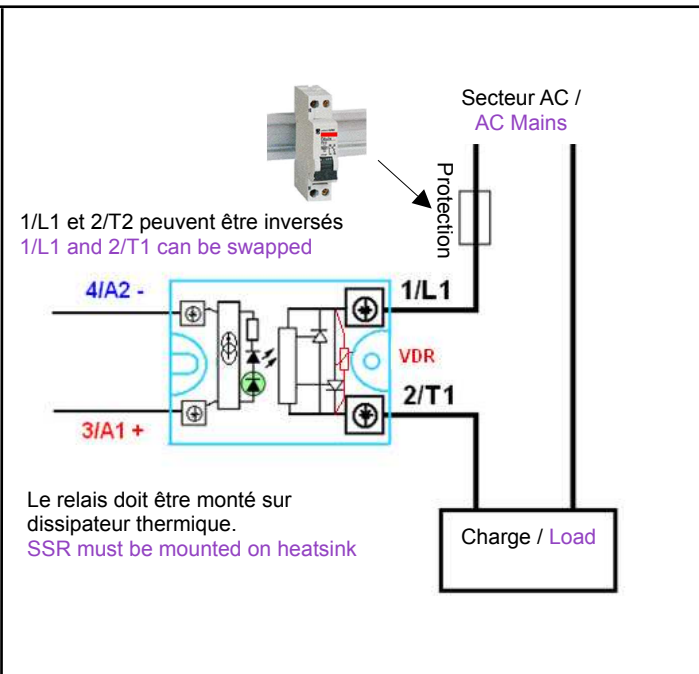 Secteur AC /
AC Mains
Protection
1/L1 et 2/T2 peuvent être inversés
1/L1 and 2/T1 can be swapped
4/A2 -
1/L1
VDR
2/T1
3/A1 +
Le relais doit être monté sur
dissipateur thermique.
SSR must be mounted on heatsink
Charge / Load